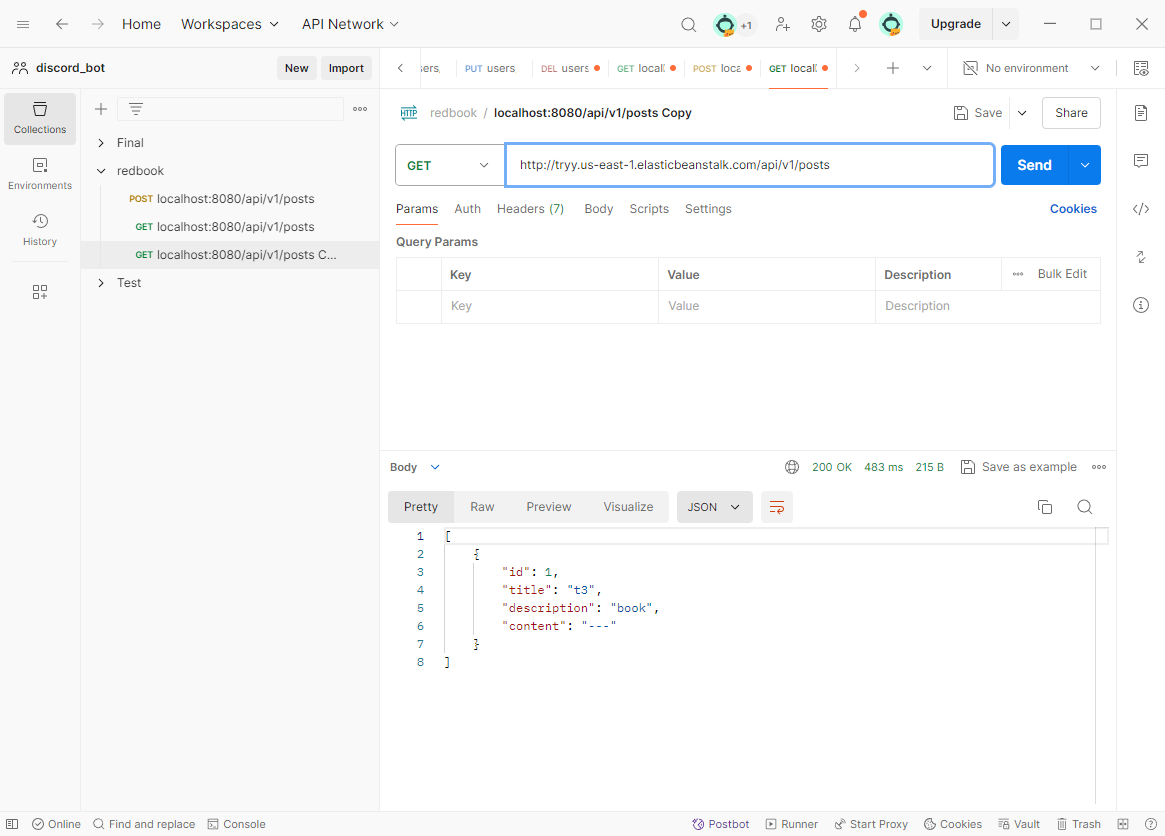 Home Workspaces API Network +1 Upgrade
discord_bot New Import
sers, PUT users DEL users GET local POST loca GET local No environment
Collections
Environments
History
Final
redbook
POST localhost:8080/api/v1/posts
GET localhost:8080/api/v1/posts
GET localhost:8080/api/v1/posts C...
Test
HTTP redbook / localhost:8080/api/v1/posts Copy Save Share
GET http://tryy.us-east-1.elasticbeanstalk.com/api/v1/posts Send
Params Auth Headers (7) Body Scripts Settings Cookies
Query Params
Key Value Description Bulk Edit
Key Value Description
Body 200 OK 483 ms 215 B Save as example
Pretty Raw Preview Visualize JSON
1 [
2 {
3 "id": 1,
4 "title": "t3",
5 "description": "book",
6 "content": "---"
7 }
8 ]
Online Find and replace Console Postbot Runner Start Proxy Cookies Vault Trash